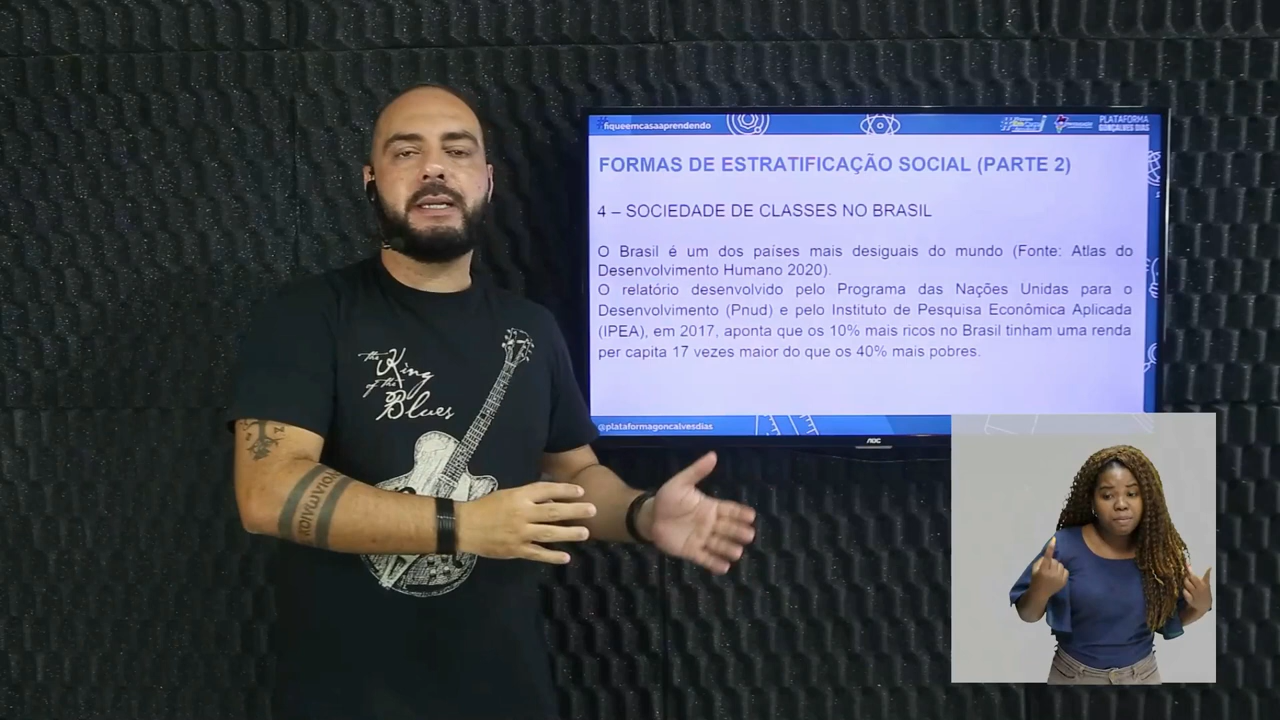 #fiqueemcasaaprendendo
PLATAFORMA
GONÇALVES DIAS
FORMAS DE ESTRATIFICAÇÃO SOCIAL (PARTE 2)
4 – SOCIEDADE DE CLASSES NO BRASIL
O Brasil é um dos países mais desiguais do mundo (Fonte: Atlas do
Desenvolvimento Humano 2020).
O relatório desenvolvido pelo Programa das Nações Unidas para o
Desenvolvimento (Pnud) e pelo Instituto de Pesquisa Econômica Aplicada
(IPEA), em 2017, aponta que os 10% mais ricos no Brasil tinham uma renda
per capita 17 vezes maior do que os 40% mais pobres.
@plataformagoncalvesdias
AOC
the King
of the
Blues